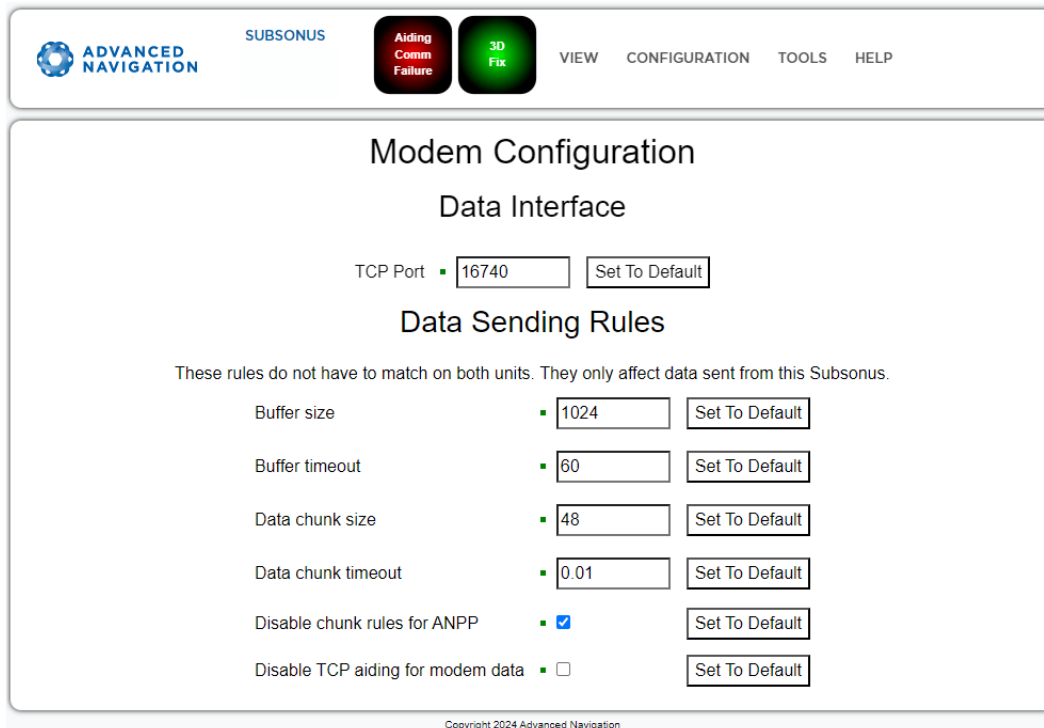 ADVANCED
NAVIGATION
SUBSONUS
Aiding
Comm
Failure
3D
Fix
VIEW CONFIGURATION TOOLS HELP
Modem Configuration
Data Interface
TCP Port 16740 Set To Default
Data Sending Rules
These rules do not have to match on both units. They only affect data sent from this Subsonus.
Buffer size 1024 Set To Default
Buffer timeout 60 Set To Default
Data chunk size 48 Set To Default
Data chunk timeout 0.01 Set To Default
Disable chunk rules for ANPP Set To Default
Disable TCP aiding for modem data Set To Default
Copyright 2024 Advanced Navigation